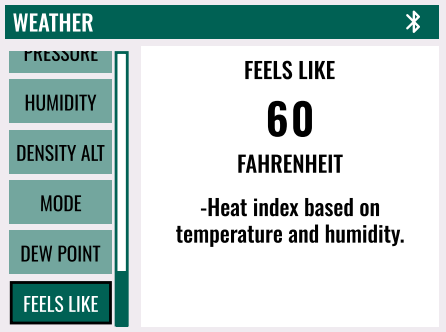 WEATHER
PRESSURE
HUMIDITY
DENSITY ALT
MODE
DEW POINT
FEELS LIKE
FEELS LIKE
60
FAHRENHEIT
-Heat index based on
temperature and humidity.